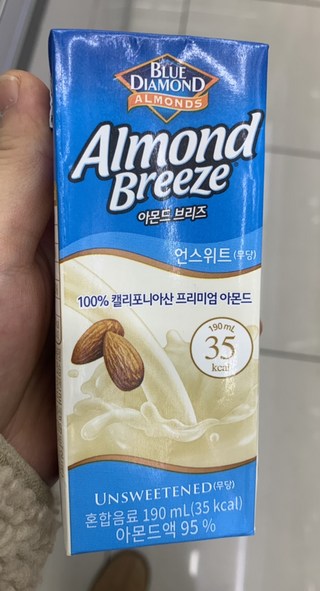 BLUE
DIAMOND
ALMONDS
Almond
Breeze
아몬드 브리즈
언스위트(무당)
100% 캘리포니아산 프리미엄 아몬드
190 mL
35
kcal
UNSWEETENED(무당)
혼합음료 190 mL(35 kcal)
아몬드액 95 %